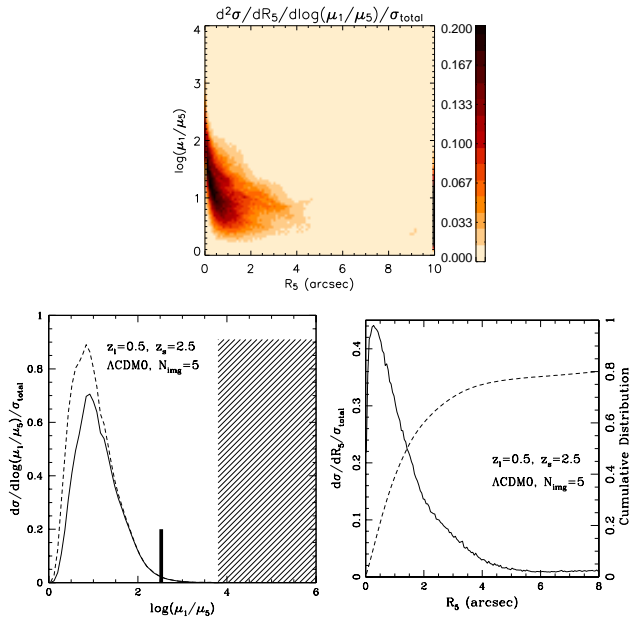 d²σ/dR₅/dlog(μ₁/μ₅)/σ_total
4
3
2
1
0
log(μ₁/μ₅)
0 2 4 6 8 10
R₅ (arcsec)
0.200
0.167
0.133
0.100
0.067
0.033
0.000
1
0.8
0.6
0.4
0.2
0
dσ/dlog(μ₁/μ₅)/σ_total
z_l=0.5, z_s=2.5
ΛCDM0, N_img=5
0 1 2 3 4 5 6
log(μ₁/μ₅)
0.4
0.3
0.2
0.1
0
dσ/dR₅/σ_total
z_l=0.5, z_s=2.5
ΛCDM0, N_img=5
0 2 4 6 8
R₅ (arcsec)
1
0.8
0.6
0.4
0.2
0
Cumulative Distribution